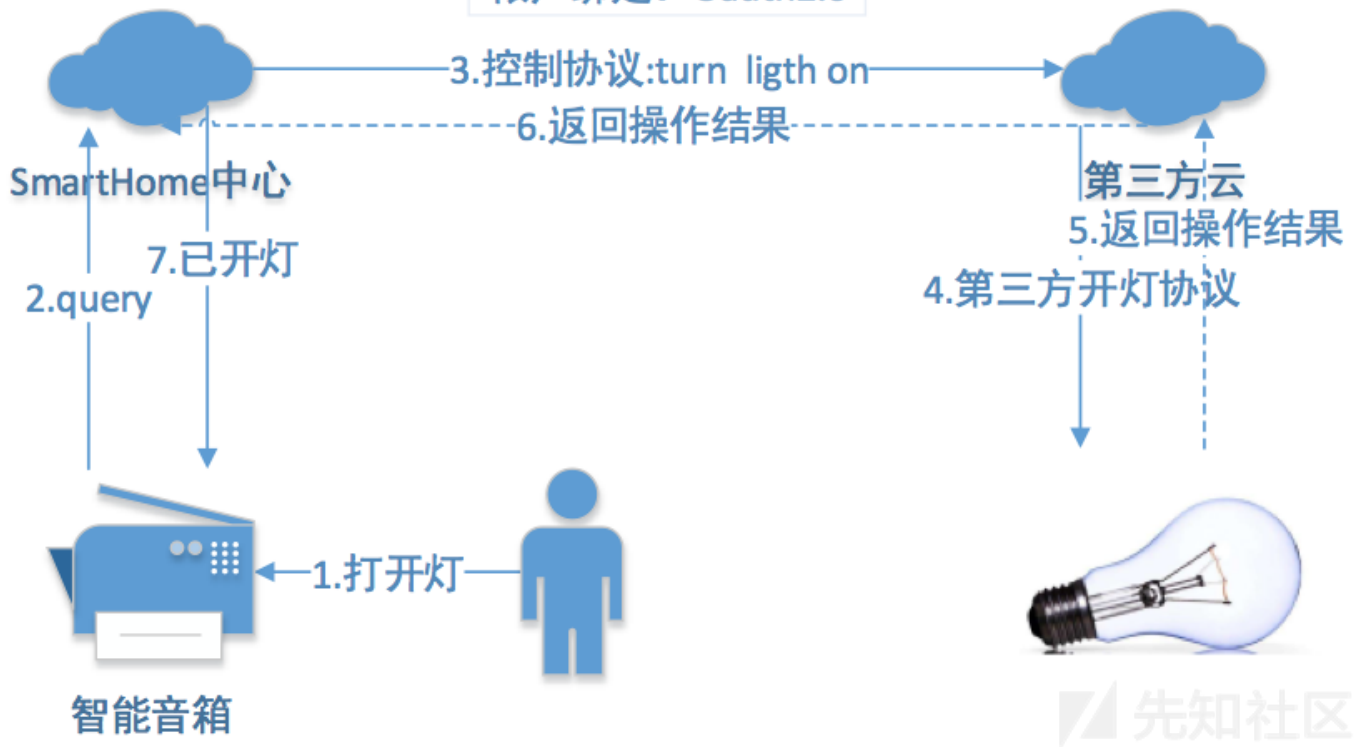 3.控制协议:turn ligth on
6.返回操作结果
SmartHome中心
第三方云
5.返回操作结果
7.已开灯
4.第三方开灯协议
2.query
1.打开灯
智能音箱
先知社区